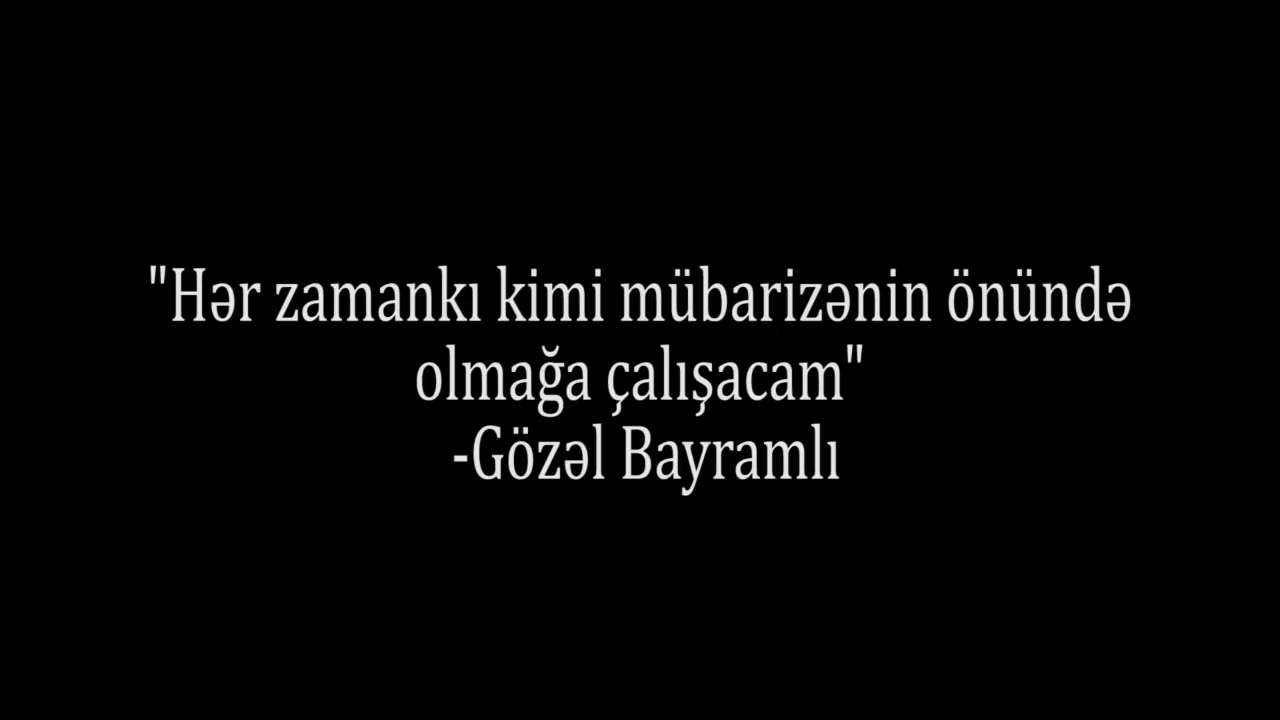 "Hər zamankı kimi mübarizənin önündə
olmağa çalışacam"
-Gözəl Bayramlı